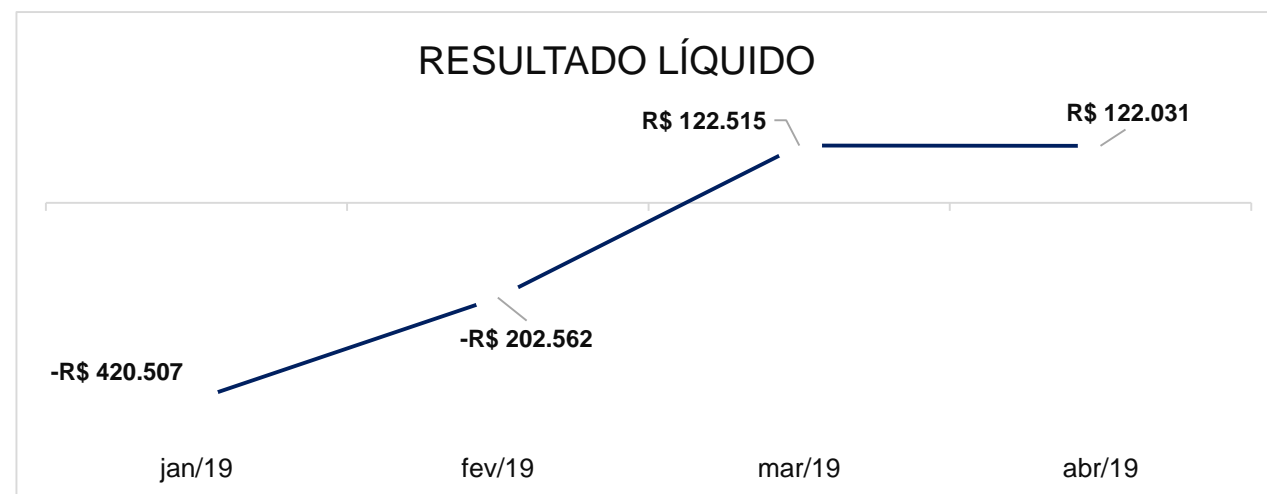 RESULTADO LÍQUIDO
R$ 122.515
R$ 122.031
-R$ 202.562
-R$ 420.507
jan/19
fev/19
mar/19
abr/19